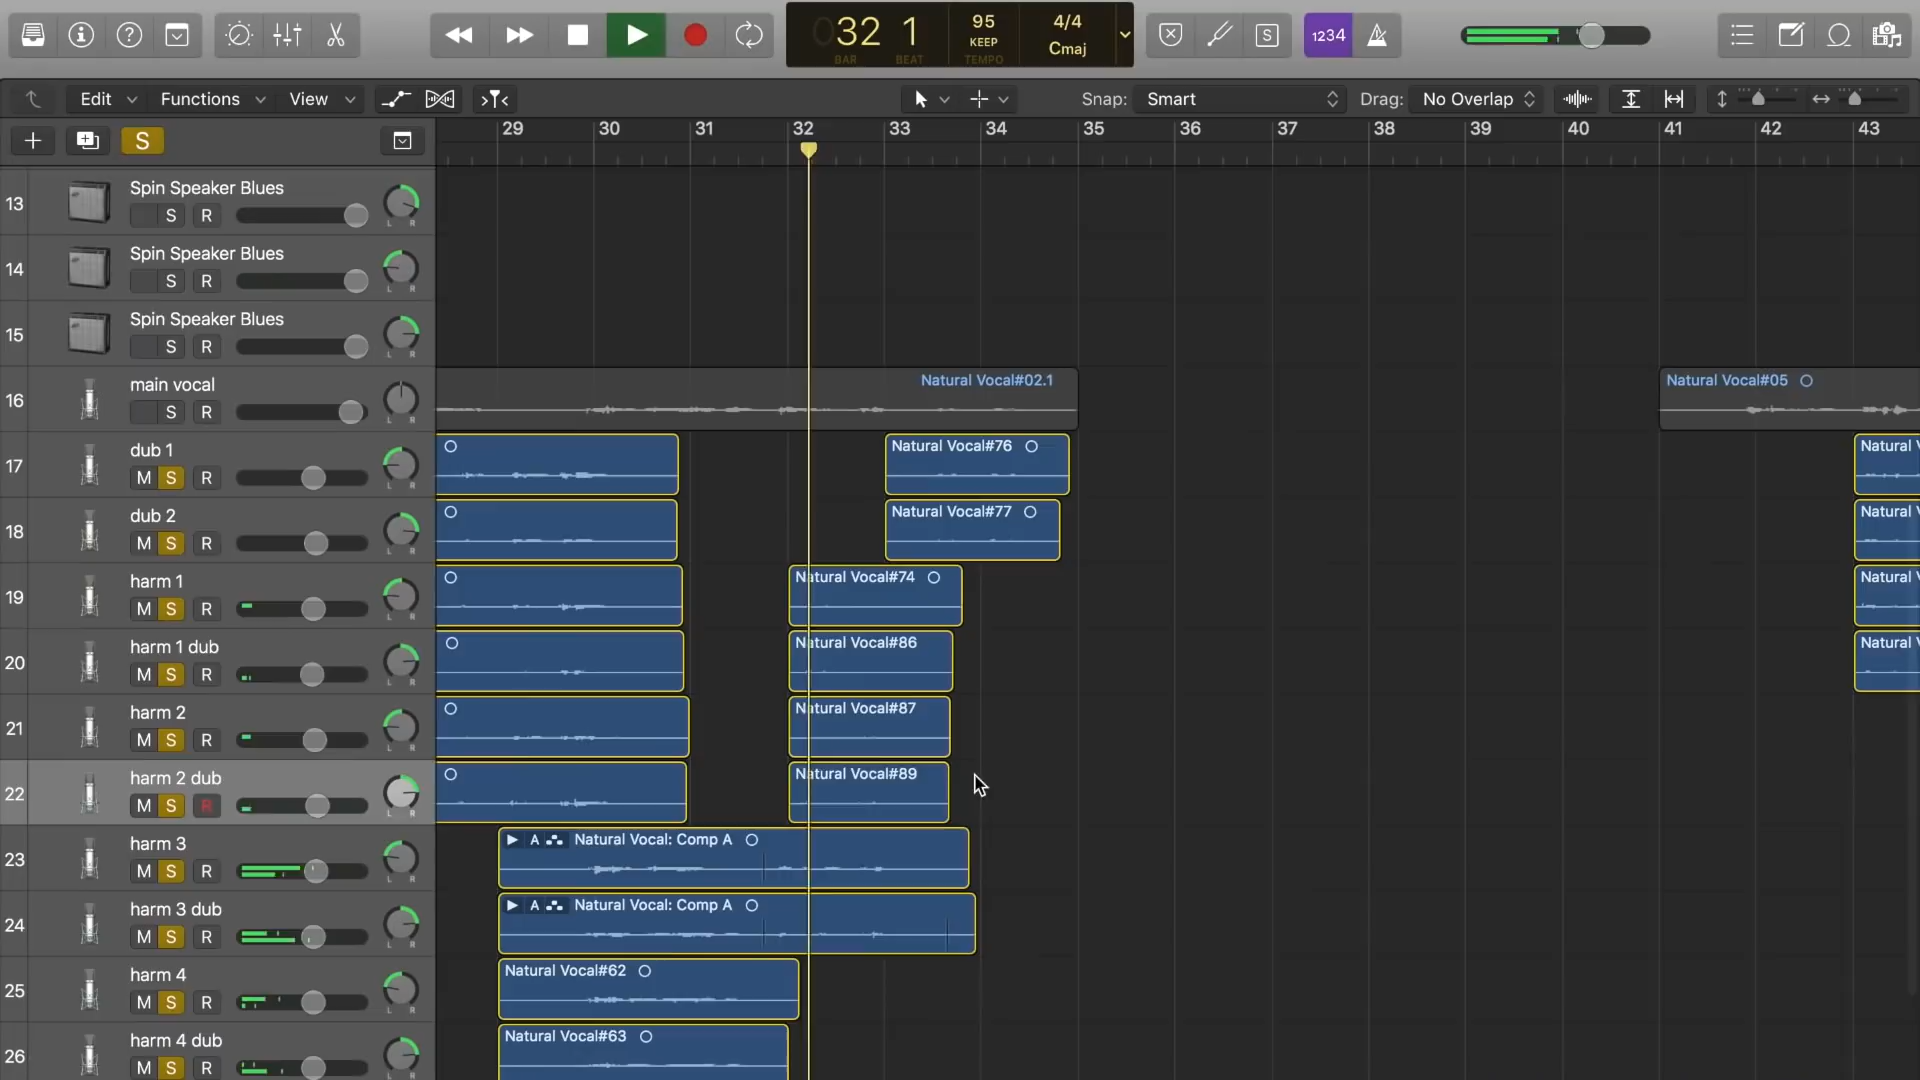 32 1
BAR BEAT
95
KEEP
TEMPO
4/4
Cmaj
S
1234
Edit Functions View
Snap: Smart
Drag: No Overlap
S
29 30 31 32 33 34 35 36 37 38 39 40 41 42 43
13 Spin Speaker Blues
S R
L R
14 Spin Speaker Blues
S R
L R
15 Spin Speaker Blues
S R
L R
16 main vocal
S R
L R
Natural Vocal#02.1
Natural Vocal#05
17 dub 1
M S R
L R
Natural Vocal#76
Natural V
18 dub 2
M S R
L R
Natural Vocal#77
Natural V
19 harm 1
M S R
L R
Natural Vocal#74
Natural V
20 harm 1 dub
M S R
L R
Natural Vocal#86
Natural V
21 harm 2
M S R
L R
Natural Vocal#87
22 harm 2 dub
M S R
L R
Natural Vocal#89
23 harm 3
M S R
L R
A Natural Vocal: Comp A
24 harm 3 dub
M S R
L R
A Natural Vocal: Comp A
25 harm 4
M S R
L R
Natural Vocal#62
26 harm 4 dub
M S R
L R
Natural Vocal#63